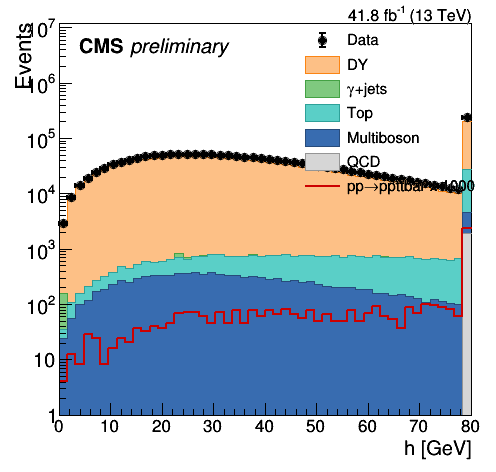 41.8 fb⁻¹ (13 TeV)
Events
CMS preliminary
Data
DY
γ+jets
Top
Multiboson
QCD
pp→ppttbar x 1000
10⁷
10⁶
10⁵
10⁴
10³
10²
10
1
0 10 20 30 40 50 60 70 80
h [GeV]